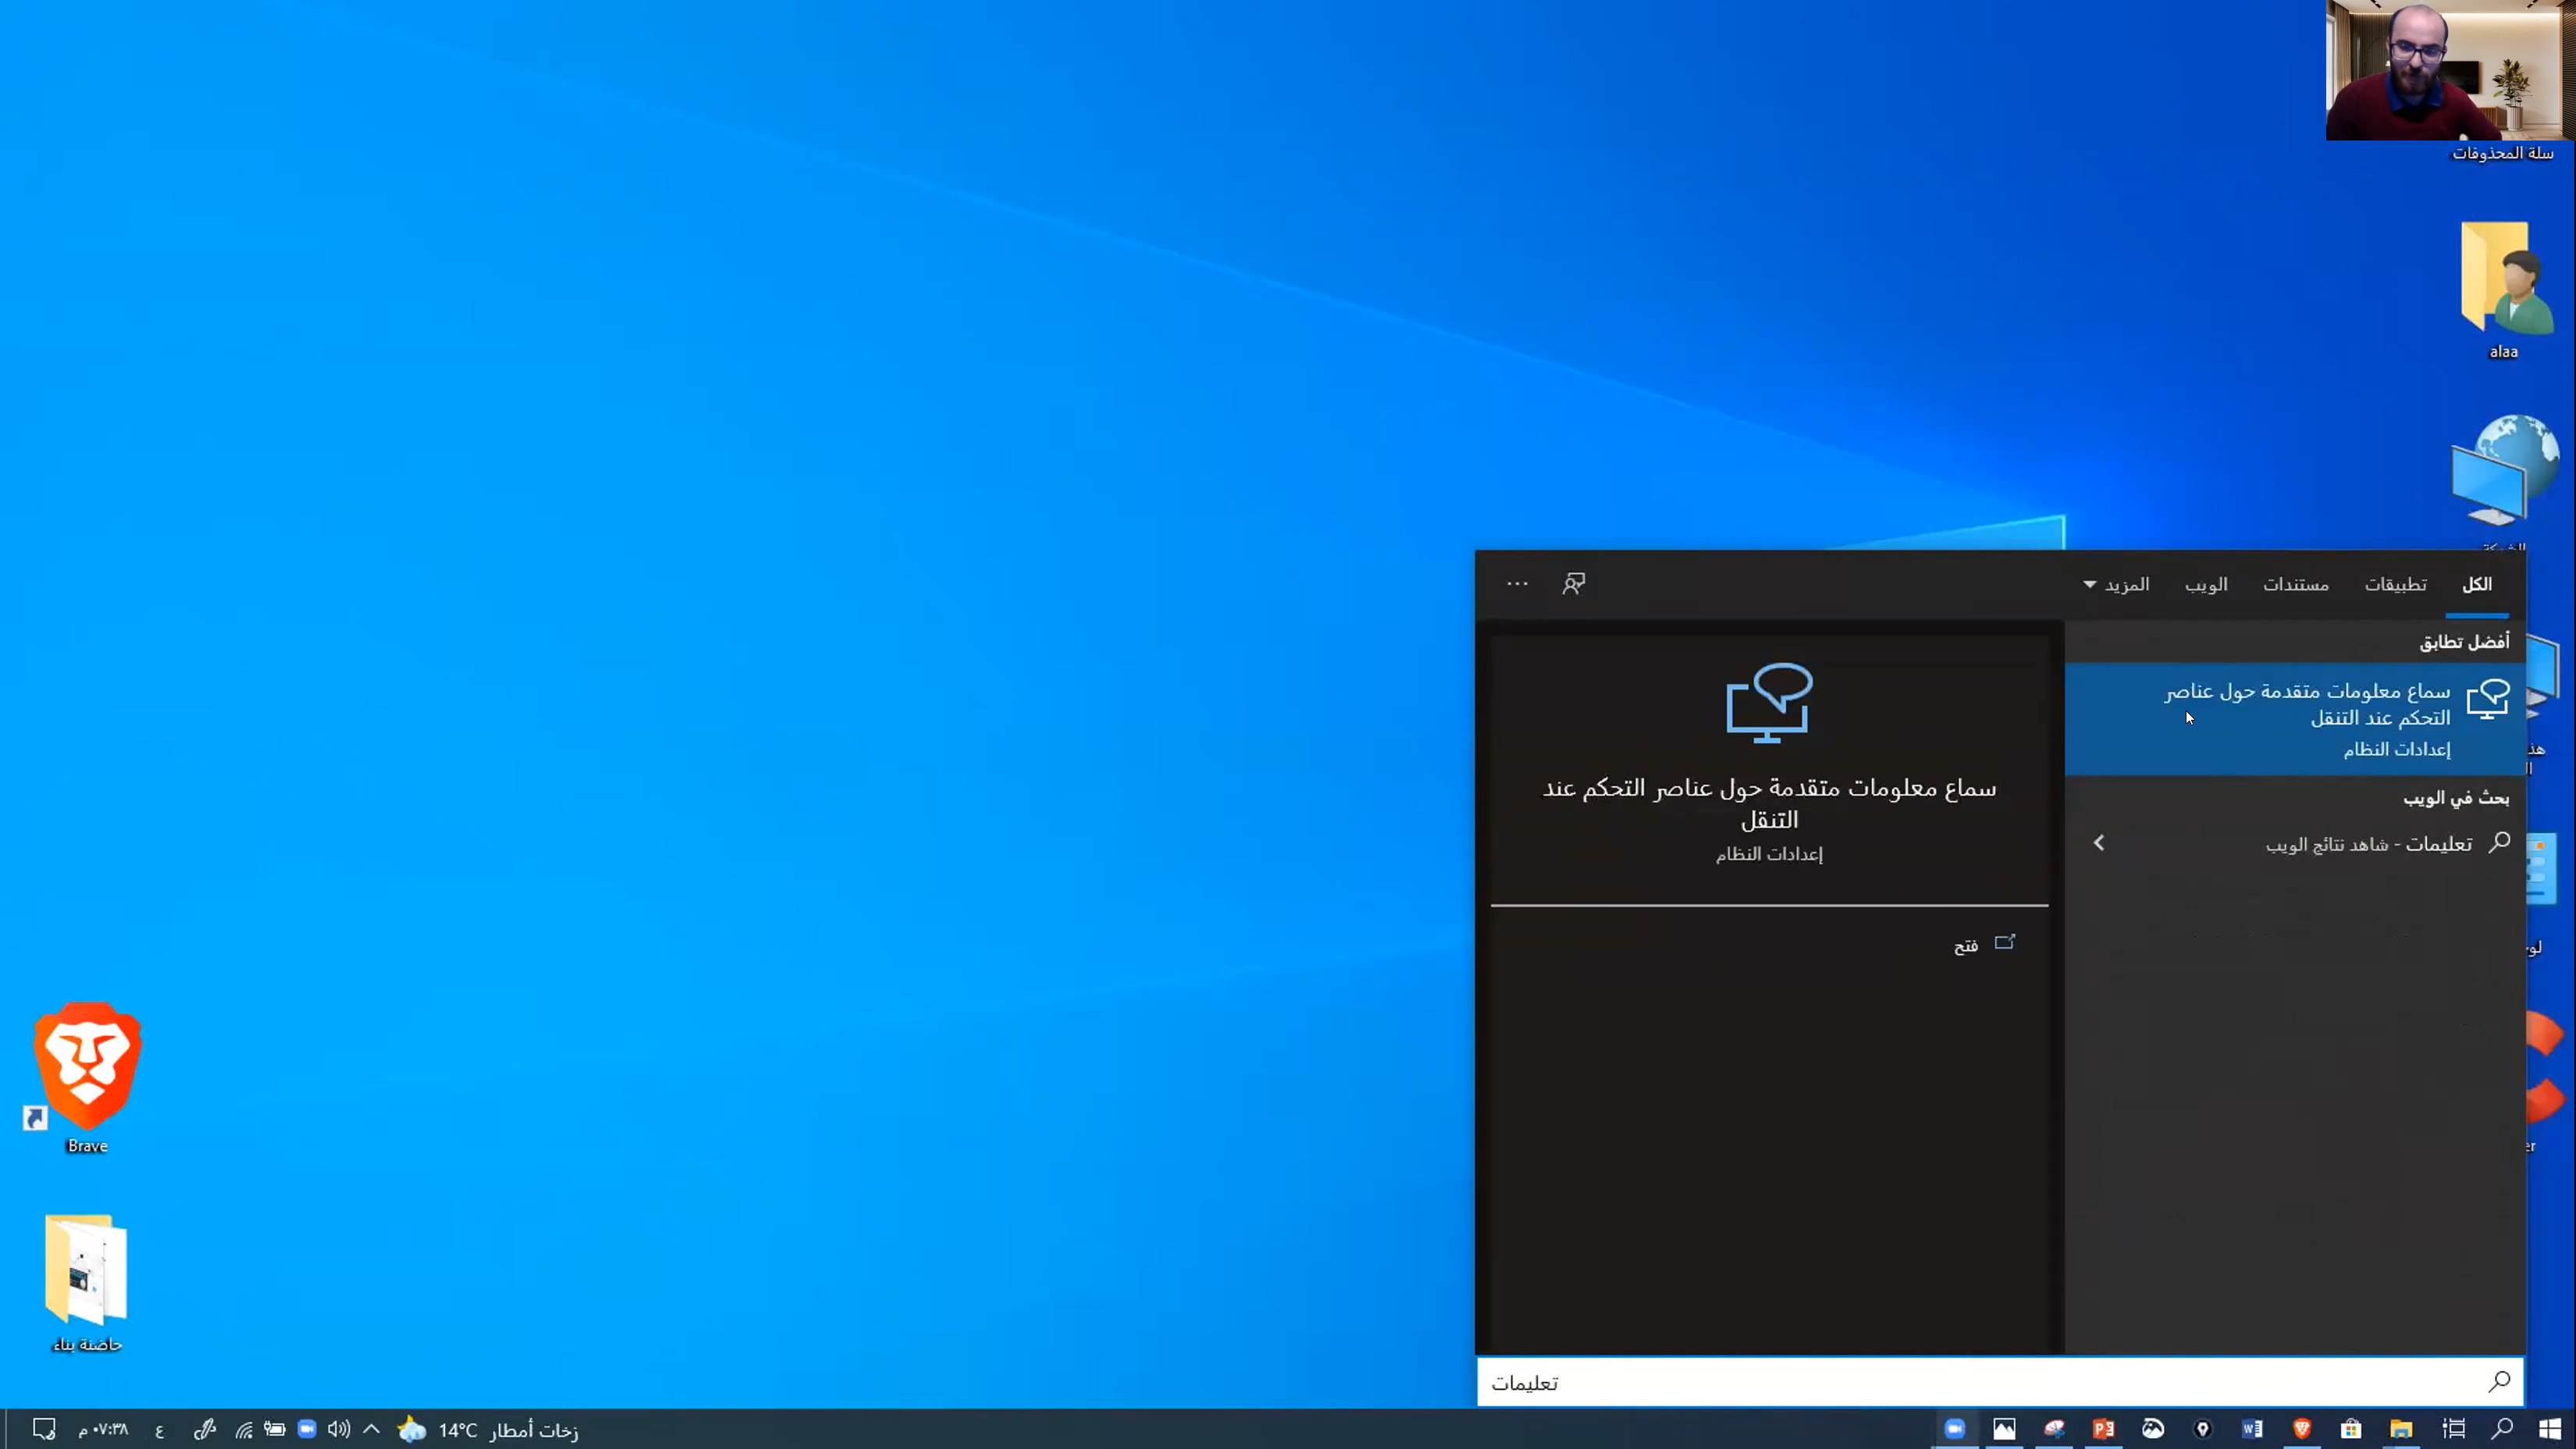 سلة المحذوفات
alaa
الكل
تطبيقات
مستندات
الويب
المزيد
أفضل تطابق
سماع معلومات متقدمة حول عناصر
التحكم عند التنقل
إعدادات النظام
بحث في الويب
تعليمات - شاهد نتائج الويب
سماع معلومات متقدمة حول عناصر التحكم عند
التنقل
إعدادات النظام
فتح
Brave
حاضنة بناء
تعليمات
زخات أمطار 14°C
ع
٠٧:٣٨ م